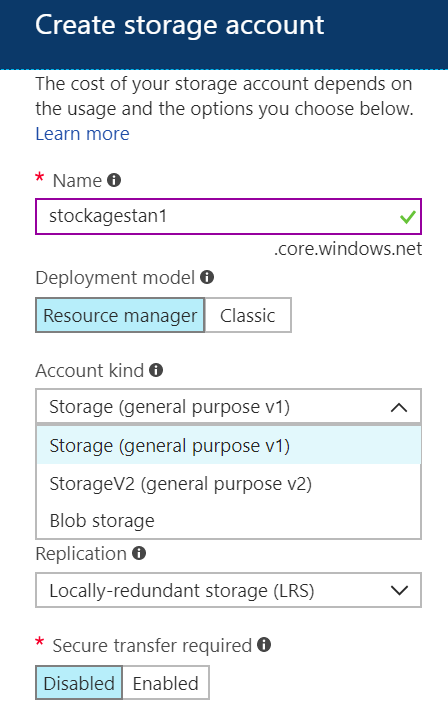 Create storage account
The cost of your storage account depends on
the usage and the options you choose below.
Learn more
* Name
stockagestan1
.core.windows.net
Deployment model
Resource manager Classic
Account kind
Storage (general purpose v1)
Storage (general purpose v1)
StorageV2 (general purpose v2)
Blob storage
Replication
Locally-redundant storage (LRS)
* Secure transfer required
Disabled Enabled